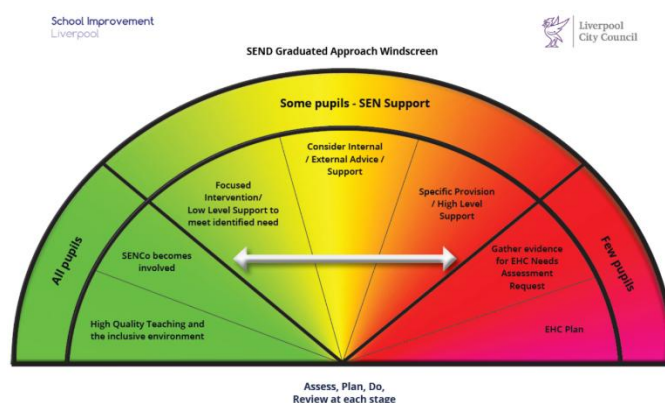 School Improvement
Liverpool
Liverpool
City Council
SEND Graduated Approach Windscreen
Some pupils - SEN Support
Consider Internal
/ External Advice /
Support
Focused
Intervention/
Low Level Support to
meet identified need
Specific Provision
/ High Level
Support
All pupils
SENCo becomes
involved
Gather evidence
for EHC Needs
Assessment
Request
Few pupils
High Quality Teaching and
the inclusive environment
EHC Plan
Assess, Plan, Do,
Review at each stage